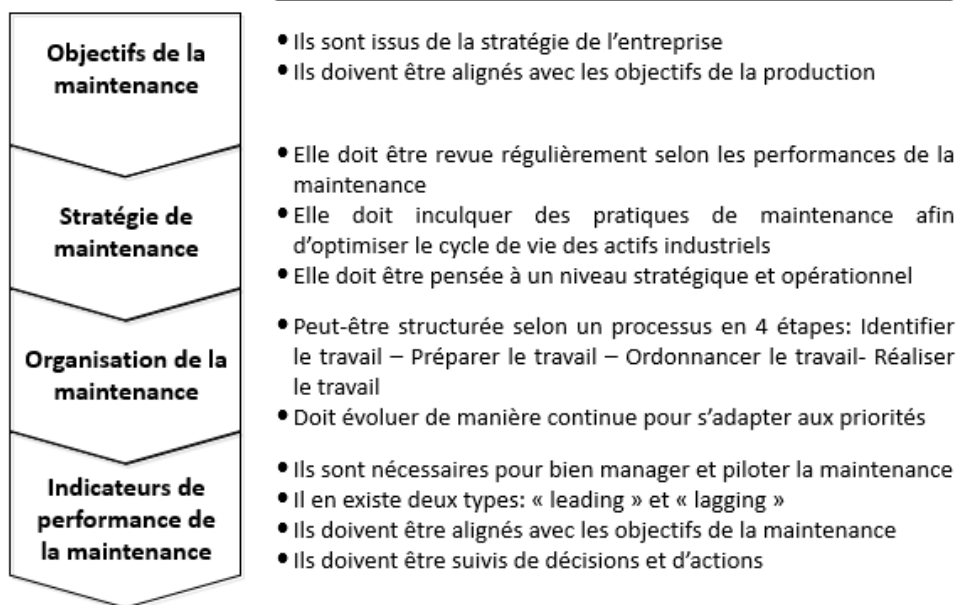 Objectifs de la
maintenance
• Ils sont issus de la stratégie de l’entreprise
• Ils doivent être alignés avec les objectifs de la production
Stratégie de
maintenance
• Elle doit être revue régulièrement selon les performances de la
maintenance
• Elle doit inculquer des pratiques de maintenance afin
d’optimiser le cycle de vie des actifs industriels
• Elle doit être pensée à un niveau stratégique et opérationnel
Organisation de la
maintenance
• Peut-être structurée selon un processus en 4 étapes: Identifier
le travail – Préparer le travail – Ordonnancer le travail- Réaliser
le travail
• Doit évoluer de manière continue pour s’adapter aux priorités
Indicateurs de
performance de
la maintenance
• Ils sont nécessaires pour bien manager et piloter la maintenance
• Il en existe deux types: « leading » et « lagging »
• Ils doivent être alignés avec les objectifs de la maintenance
• Ils doivent être suivis de décisions et d’actions